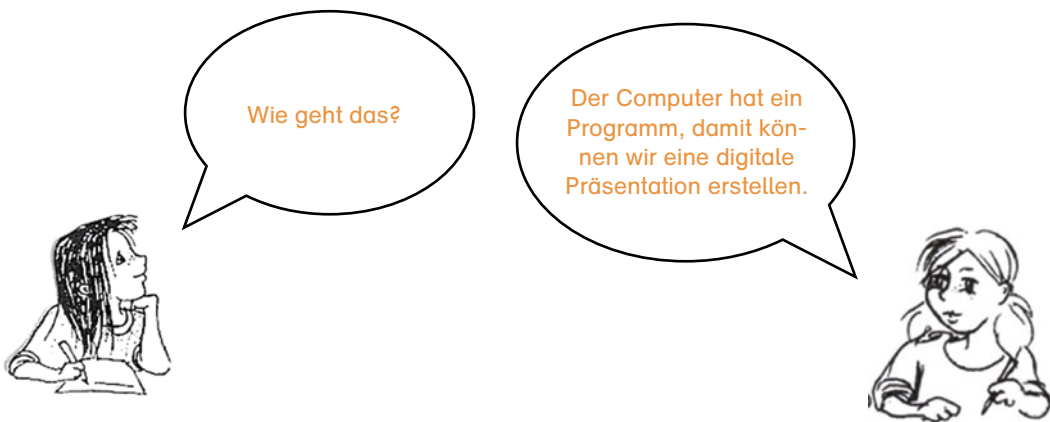 Wie geht das?
Der Computer hat ein
Programm, damit kön-
nen wir eine digitale
Präsentation erstellen.